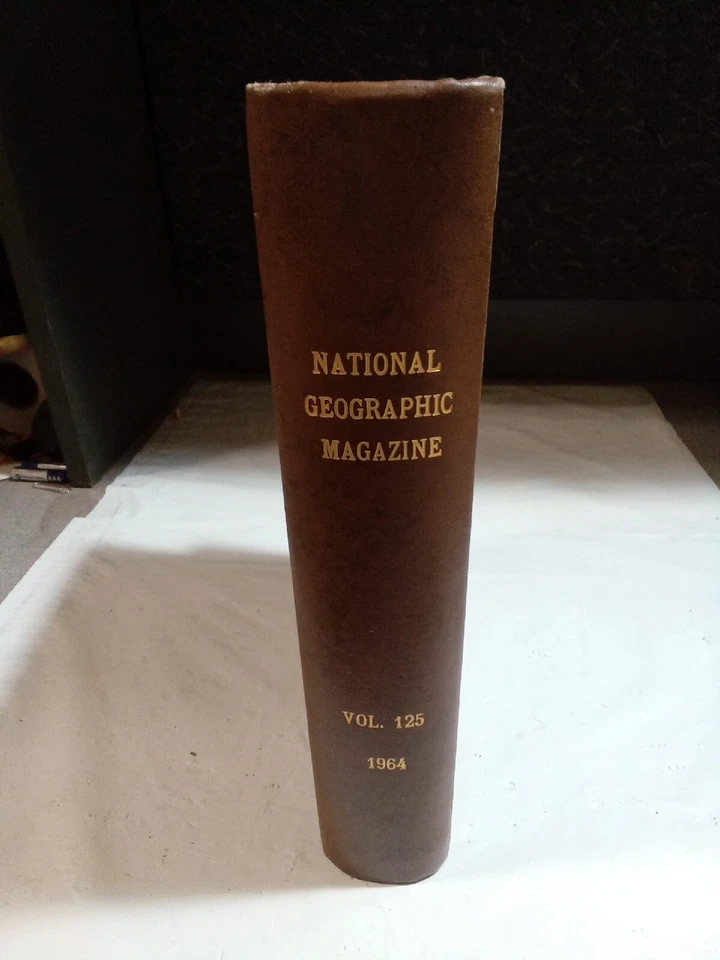 NATIONAL
GEOGRAPHIC
MAGAZINE
VOL. 125
1964